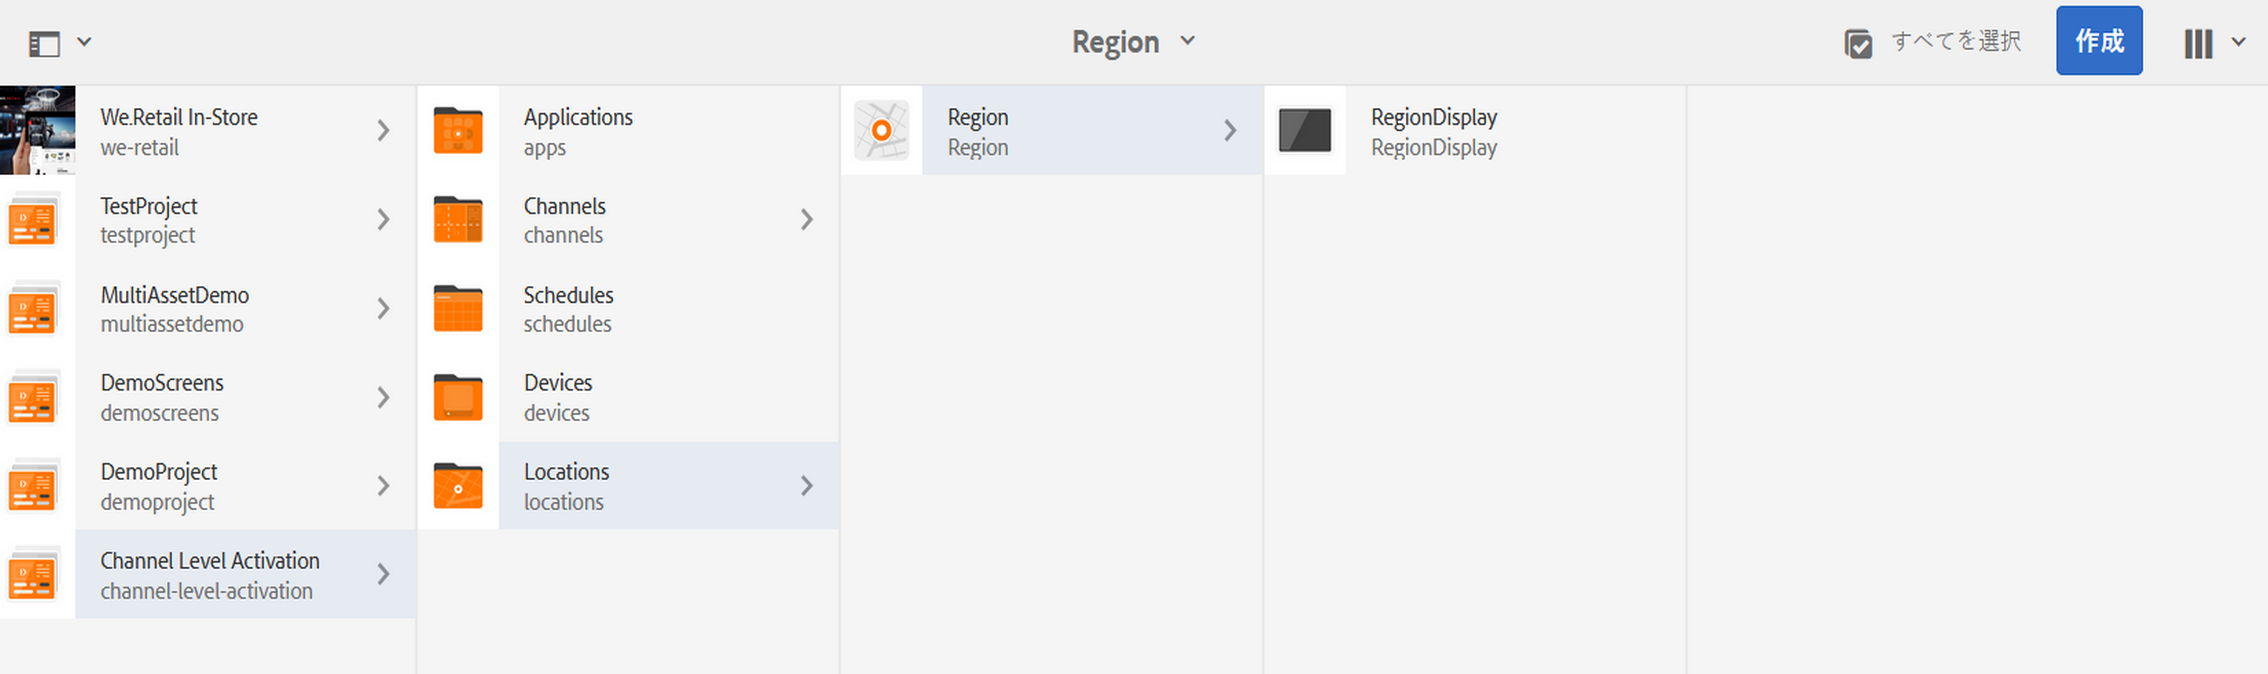 Region
すべてを選択
作成
We.Retail In-Store
we-retail
TestProject
testproject
MultiAssetDemo
multiassetdemo
DemoScreens
demoscreens
DemoProject
demoproject
Channel Level Activation
channel-level-activation
Applications
apps
Channels
channels
Schedules
schedules
Devices
devices
Locations
locations
Region
Region
RegionDisplay
RegionDisplay